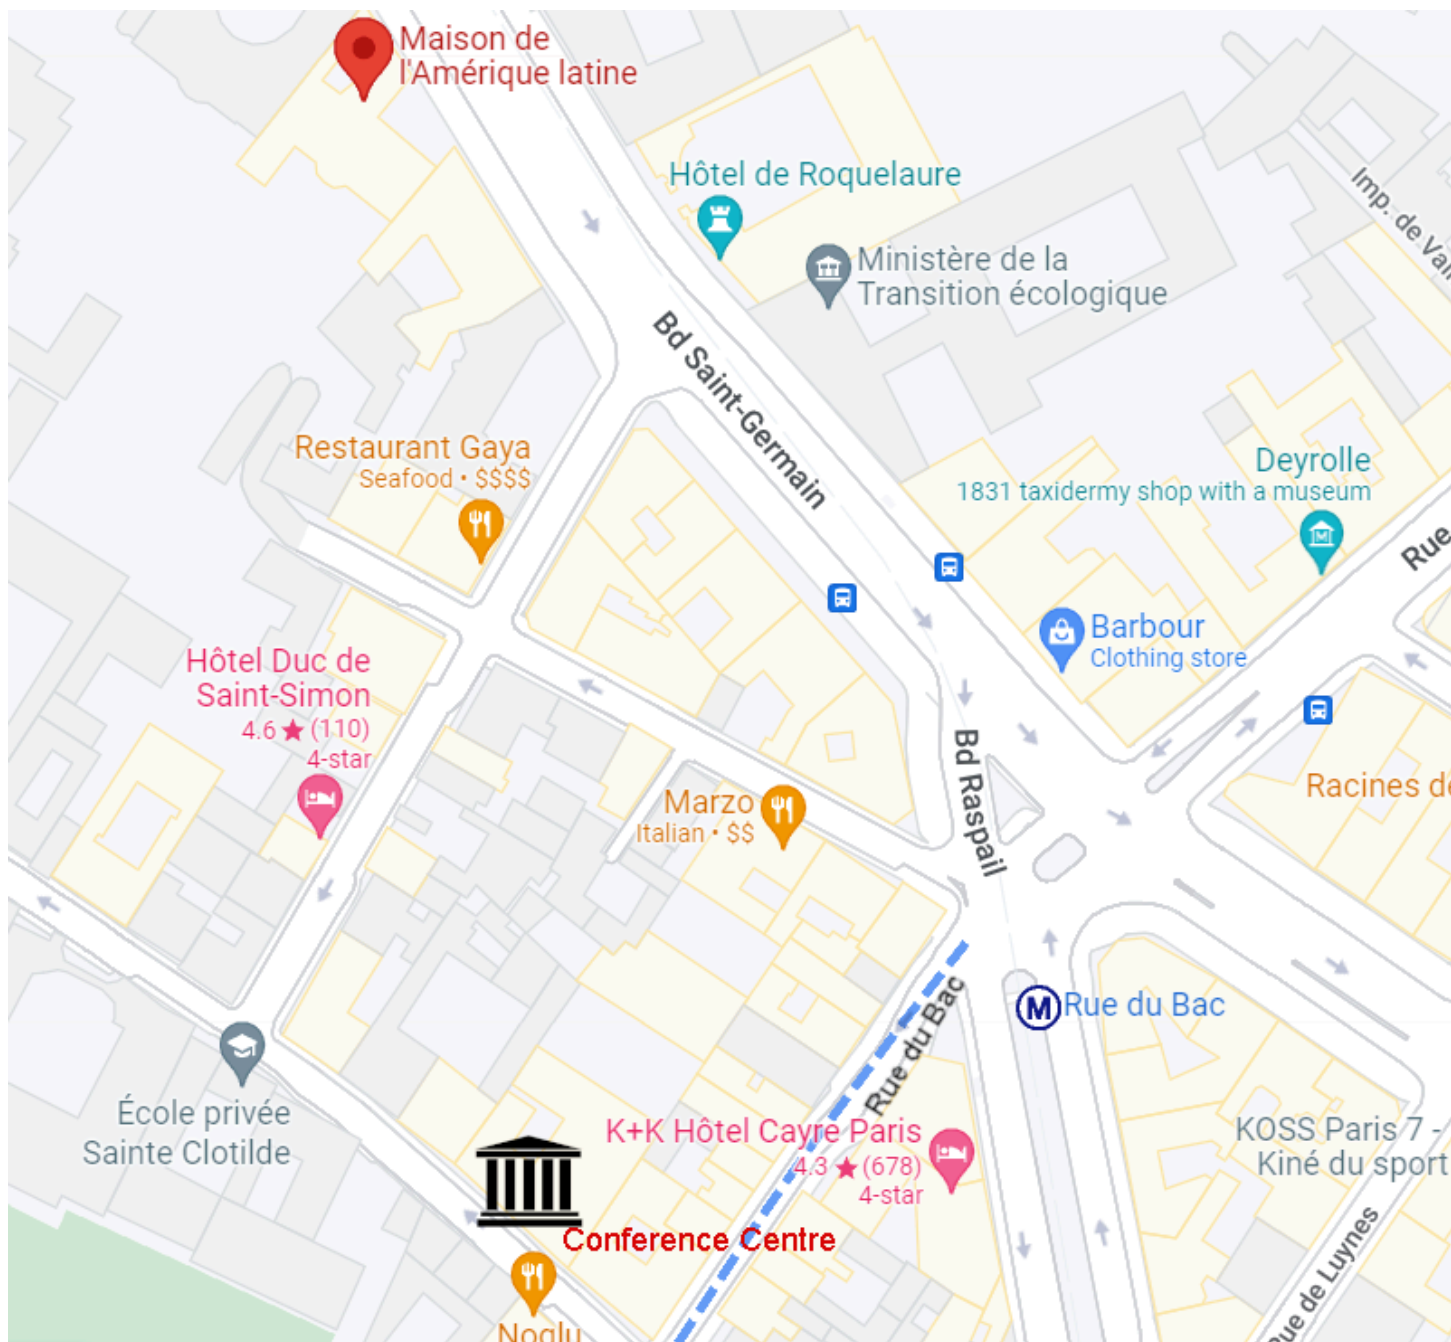 Maison de
l'Amérique latine
Hôtel de Roquelaure
Imp. de Val
Ministère de la
Transition écologique
Bd Saint-Germain
Restaurant Gaya
Seafood • $$$$
Deyrolle
1831 taxidermy shop with a museum
Rue
Barbour
Clothing store
Hôtel Duc de
Saint-Simon
4.6 ★ (110)
4-star
Bd Raspail
Racines de
Marzo
Italian • $$
M Rue du Bac
Rue du Bac
École privée
Sainte Clotilde
K+K Hôtel Cayre Paris
4.3 ★ (678)
4-star
KOSS Paris 7 -
Kiné du sport
Conference Centre
Rue de Luynes
Noglu